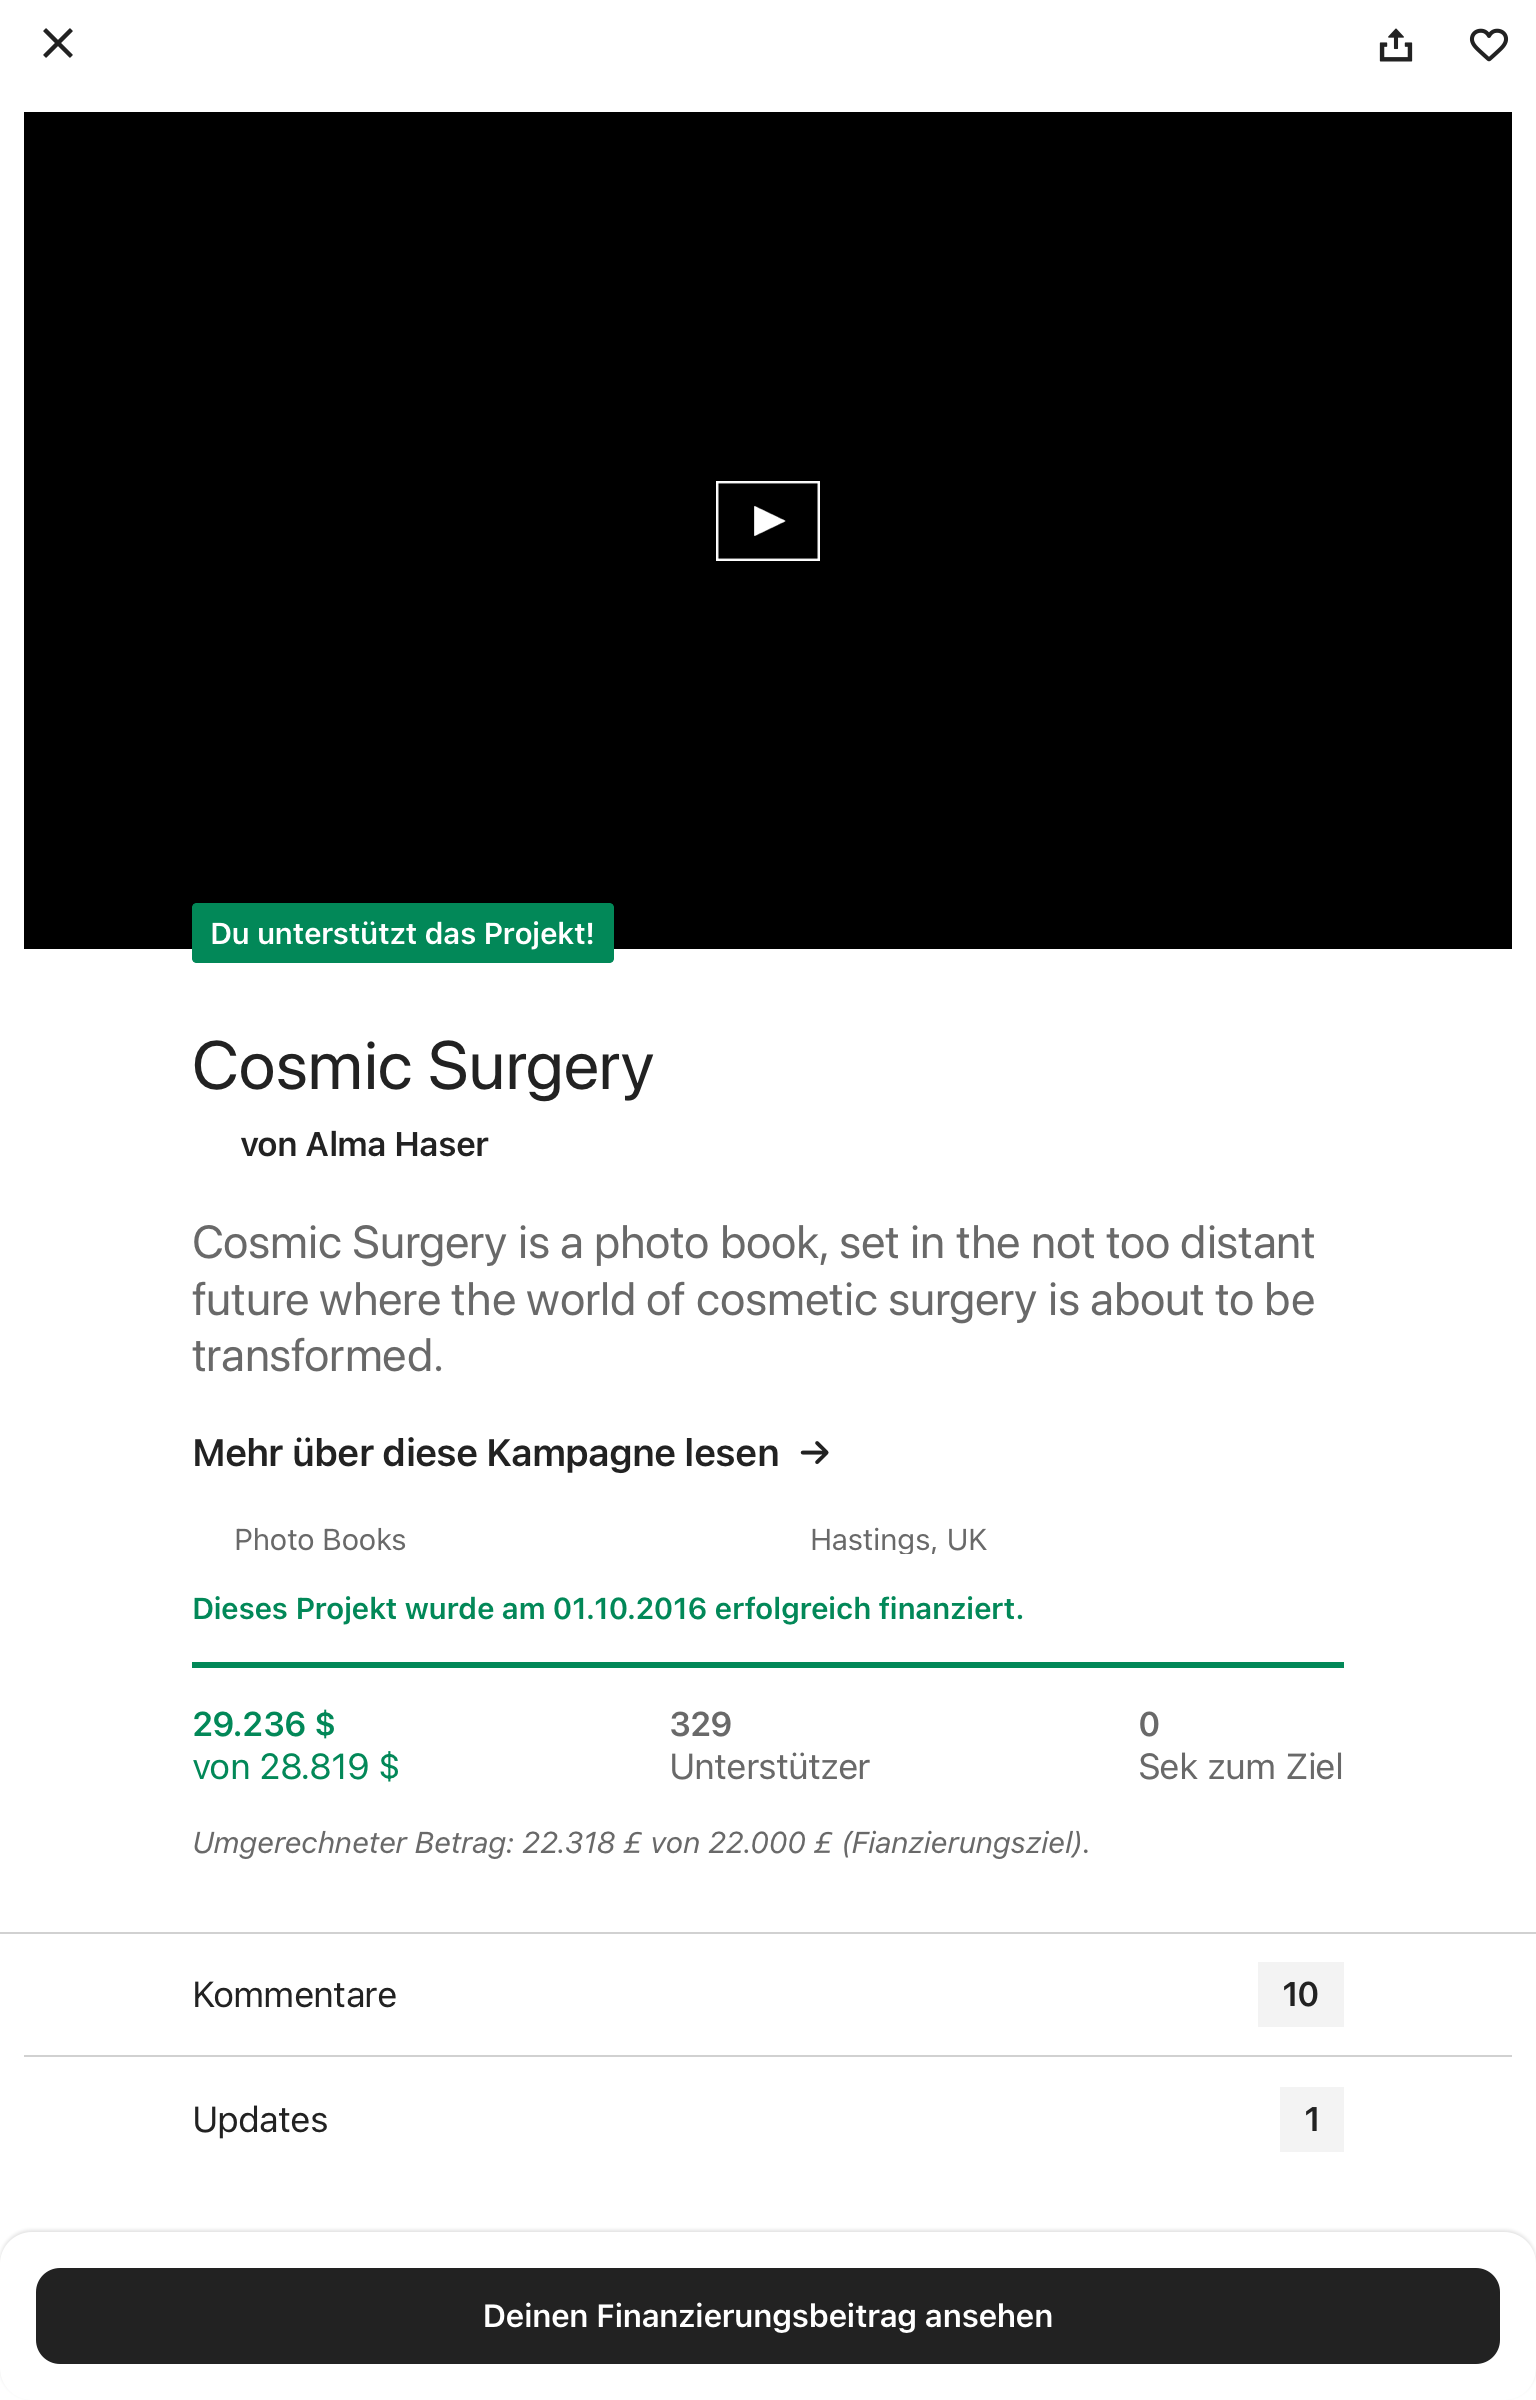 Du unterstützt das Projekt!
Cosmic Surgery
von Alma Haser
Cosmic Surgery is a photo book, set in the not too distant
future where the world of cosmetic surgery is about to be
transformed.
Mehr über diese Kampagne lesen
Photo Books
Hastings, UK
Dieses Projekt wurde am 01.10.2016 erfolgreich finanziert.
29.236 $
von 28.819 $
329
Unterstützer
0
Sek zum Ziel
Umgerechneter Betrag: 22.318 £ von 22.000 £ (Fianzierungsziel).
Kommentare
10
Updates
1
Deinen Finanzierungsbeitrag ansehen